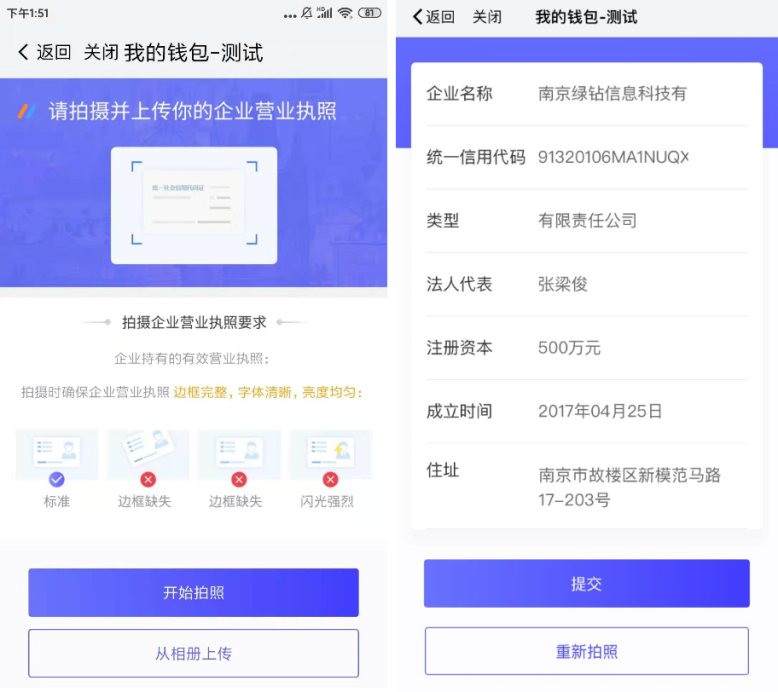 下午1:51
81
返回 关闭 我的钱包-测试
请拍摄并上传你的企业营业执照
统一社会信用代码证
拍摄企业营业执照要求
企业持有的有效营业执照:
拍摄时确保企业营业执照 边框完整，字体清晰，亮度均匀:
标准 边框缺失 边框缺失 闪光强烈
开始拍照
从相册上传
返回 关闭 我的钱包-测试
企业名称 南京绿钻信息科技有
统一信用代码 91320106MA1NUQX
类型 有限责任公司
法人代表 张梁俊
注册资本 500万元
成立时间 2017年04月25日
住址 南京市故楼区新模范马路
17-203号
提交
重新拍照